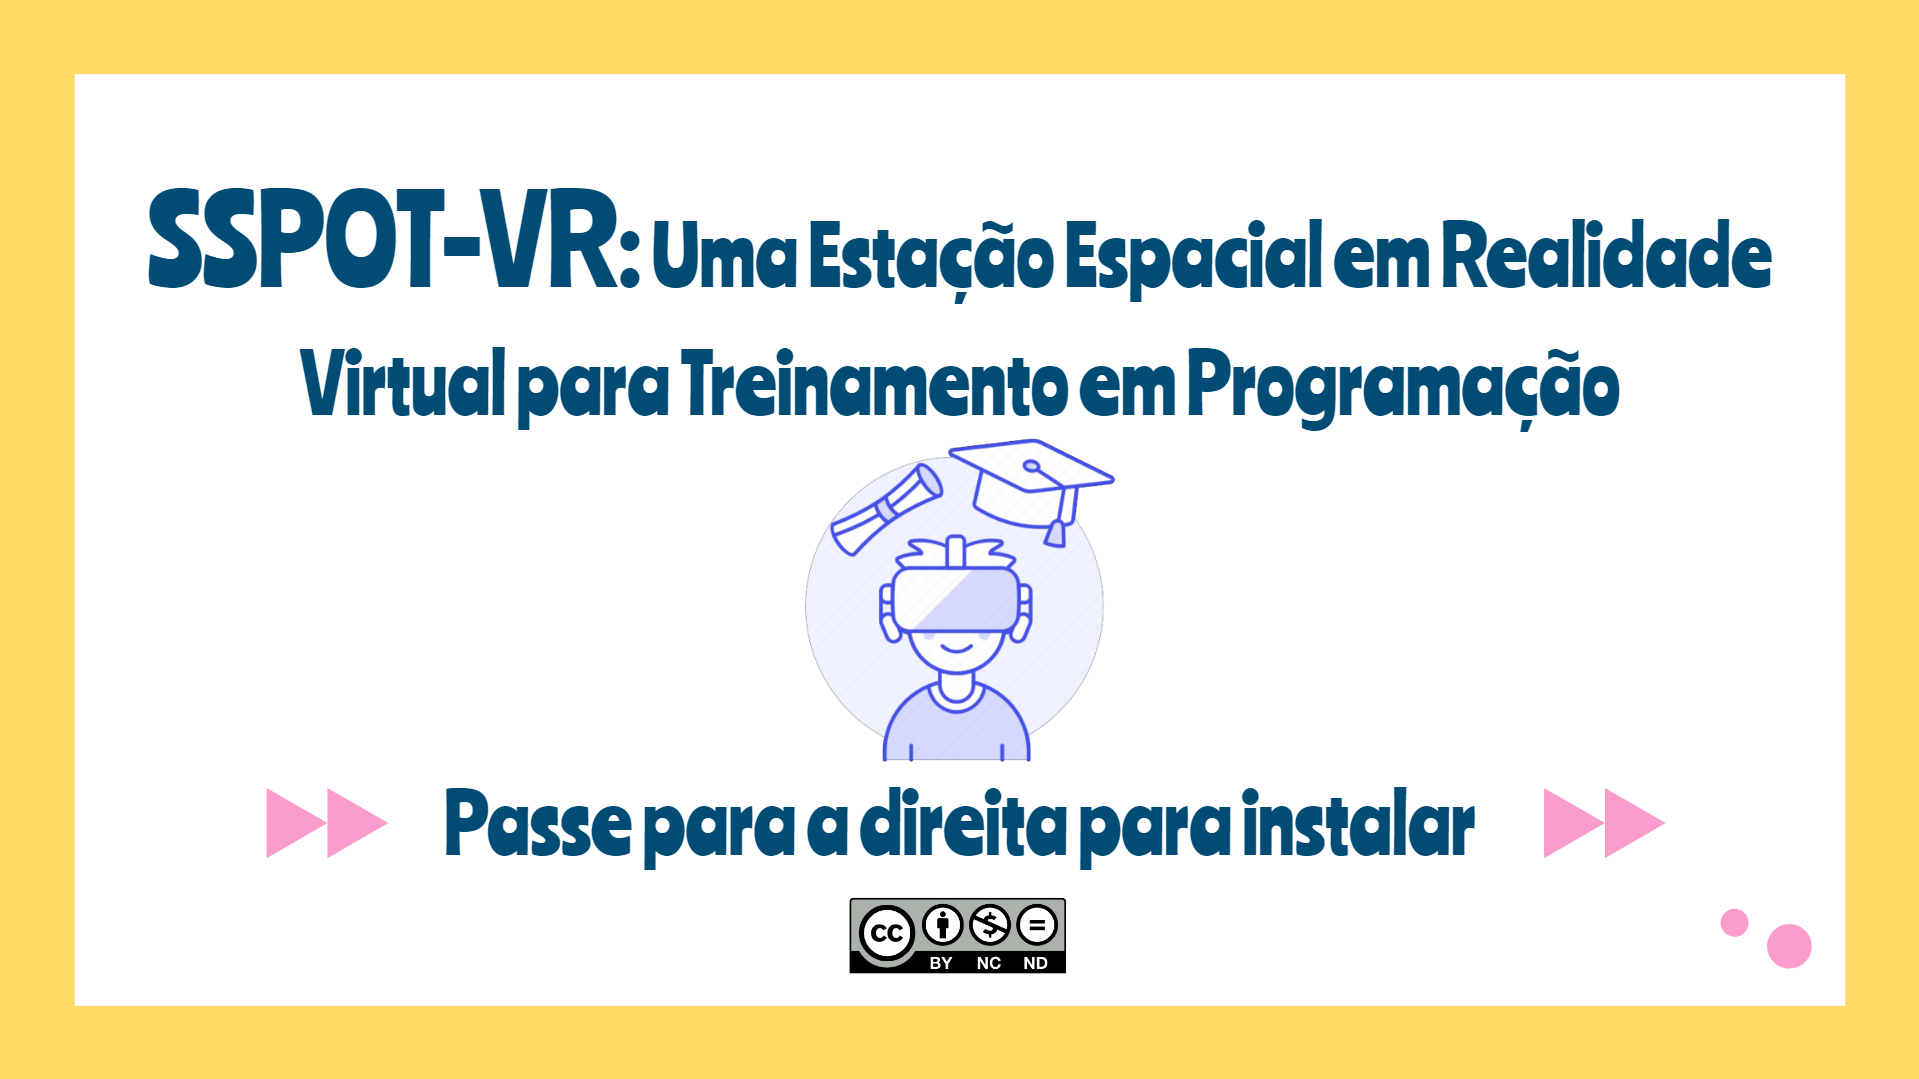 SSPOT-VR: Uma Estação Espacial em Realidade
Virtual para Treinamento em Programação
Passe para a direita para instalar
CC
BY NC ND